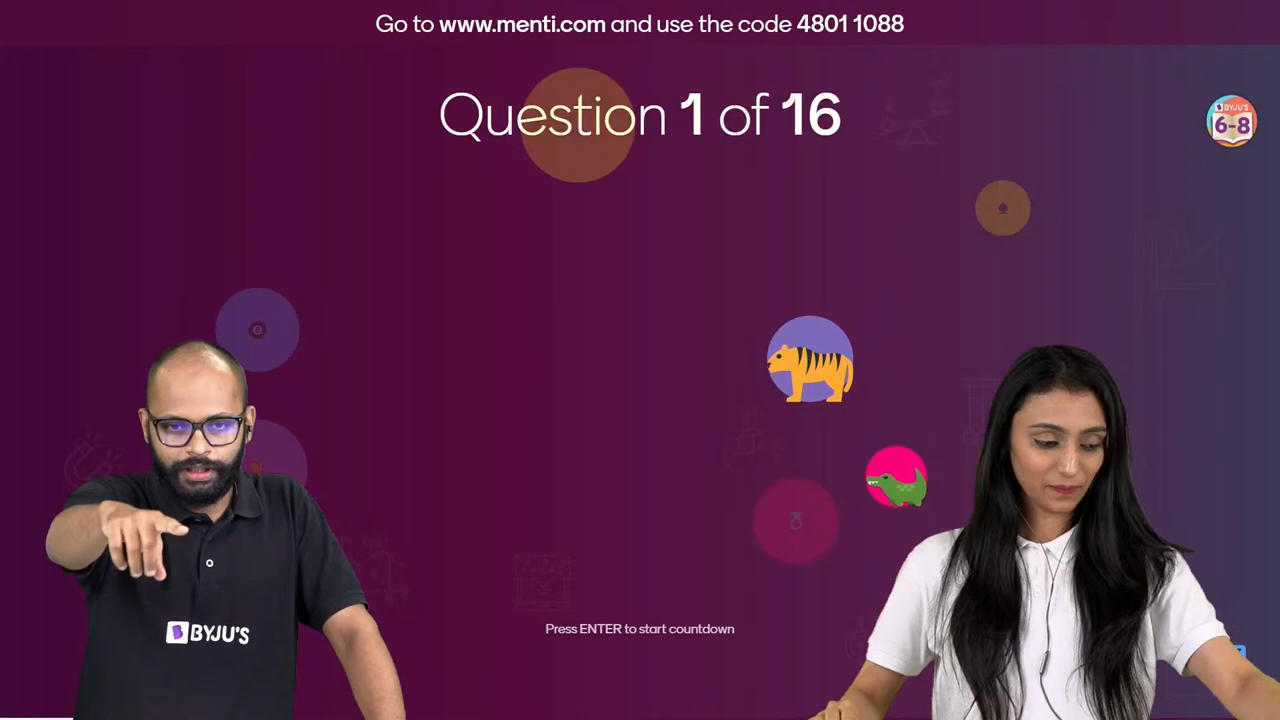 Go to www.menti.com and use the code 4801 1088
Question 1 of 16
BYJU'S
6-8
Press ENTER to start countdown
BYJU'S